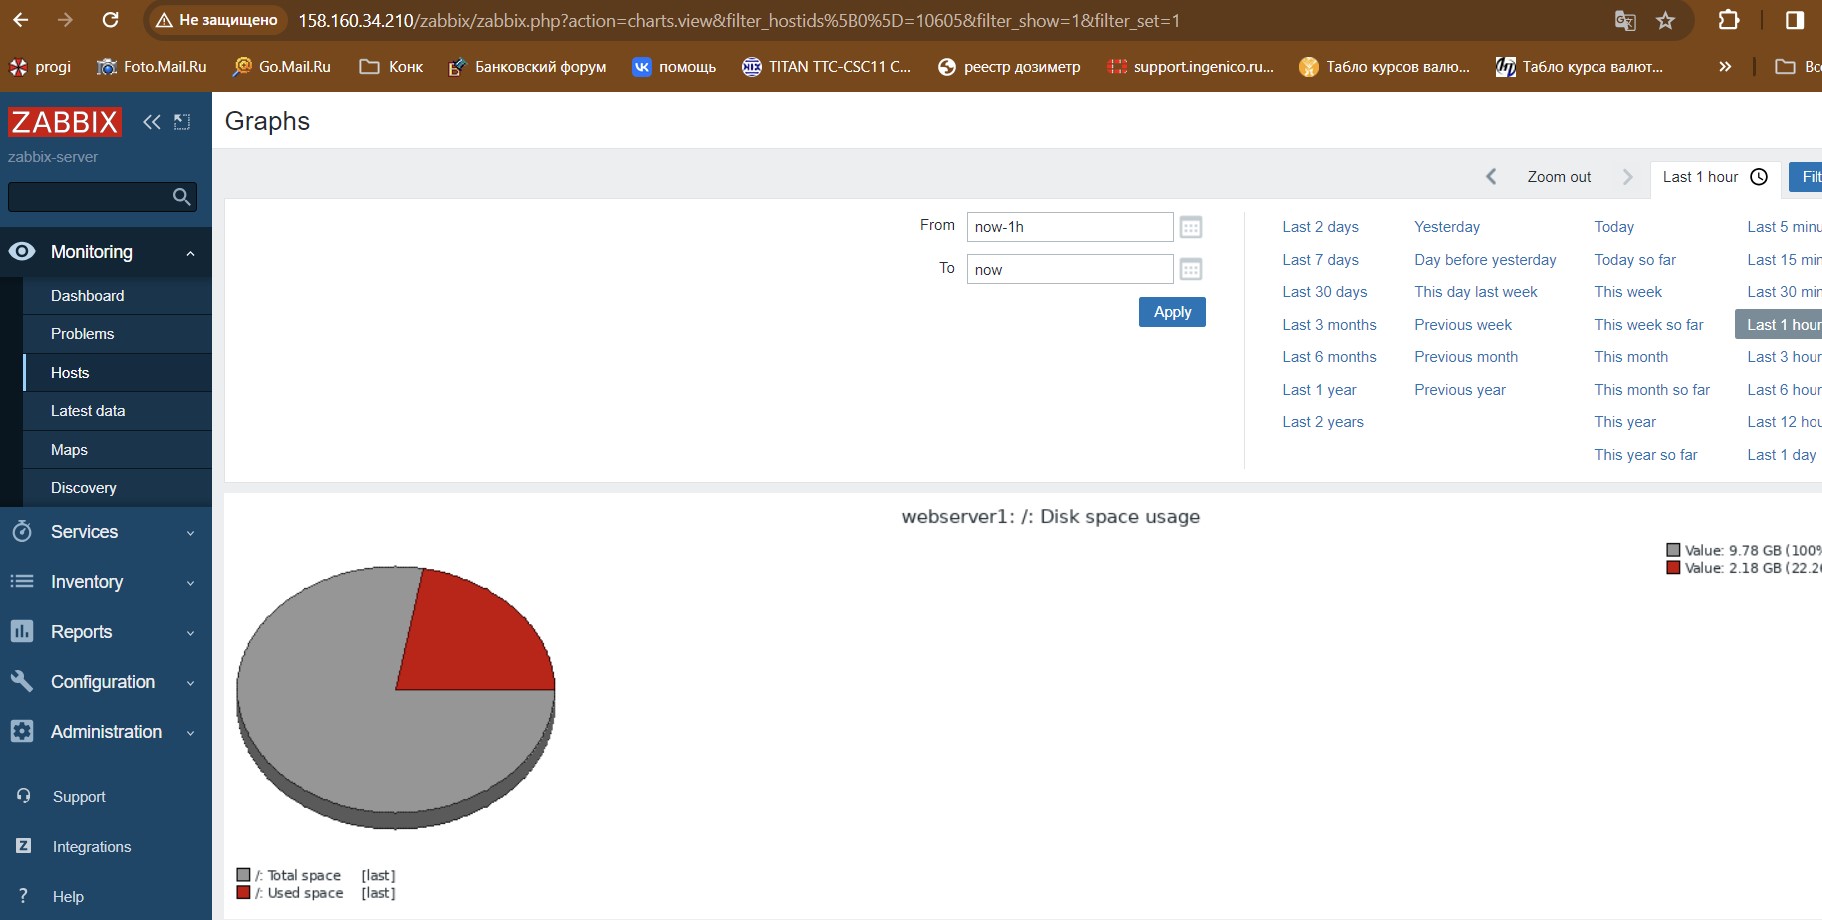 Не защищено
158.160.34.210/zabbix/zabbix.php?action=charts.view&filter_hostids%5B0%5D=10605&filter_show=1&filter_set=1
progi Foto.Mail.Ru Go.Mail.Ru Конк Банковский форум помощь TITAN TTC-CSC11 C... реестр дозиметр support.ingenico.ru... Табло курсов валю... Табло курса валют... »
ZABBIX
zabbix-server
Monitoring
Dashboard
Problems
Hosts
Latest data
Maps
Discovery
Services
Inventory
Reports
Configuration
Administration
Support
Integrations
Help
Graphs
Zoom out
Last 1 hour
From now-1h
To now
Apply
Last 2 days Yesterday Today Last 5
Last 7 days Day before yesterday Today so far Last 15
Last 30 days This day last week This week Last 30
Last 3 months Previous week This week so far Last 1 hour
Last 6 months Previous month This month Last 3
Last 1 year Previous year This month so far Last 6
Last 2 years This year Last 12
This year so far Last 1 day
webserver1: /: Disk space usage
Value: 9.78 GB (100%
Value: 2.18 GB (22.2
/: Total space [last]
/: Used space [last]